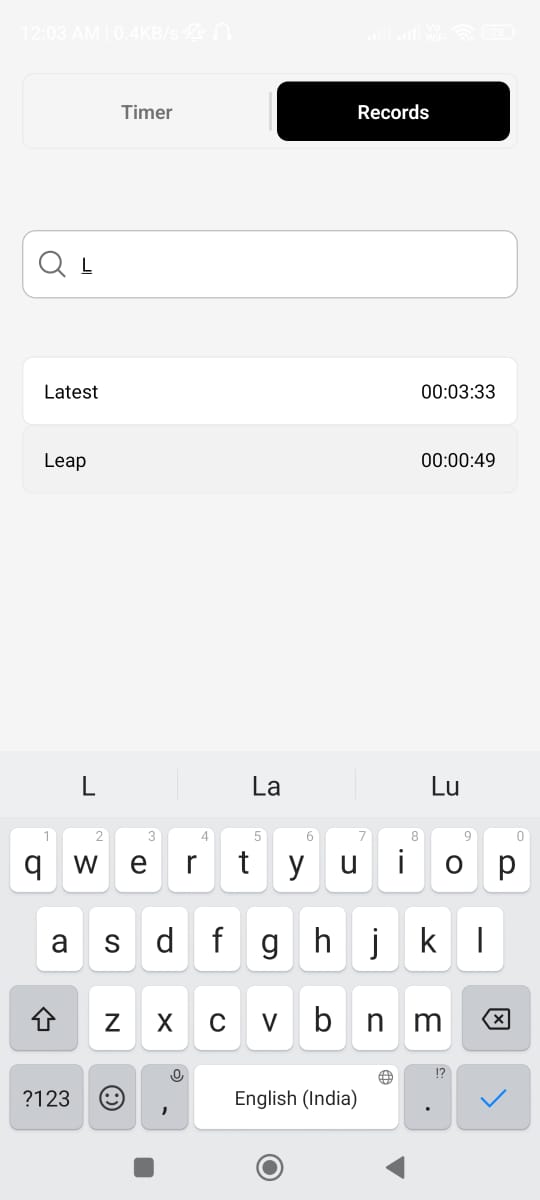 12:03 AM | 0.4KB/s
Timer
Records
L
Latest 00:03:33
Leap 00:00:49
L La Lu
1 2 3 4 5 6 7 8 9 0
q w e r t y u i o p
a s d f g h j k l
z x c v b n m
!?
?123 , English (India) .